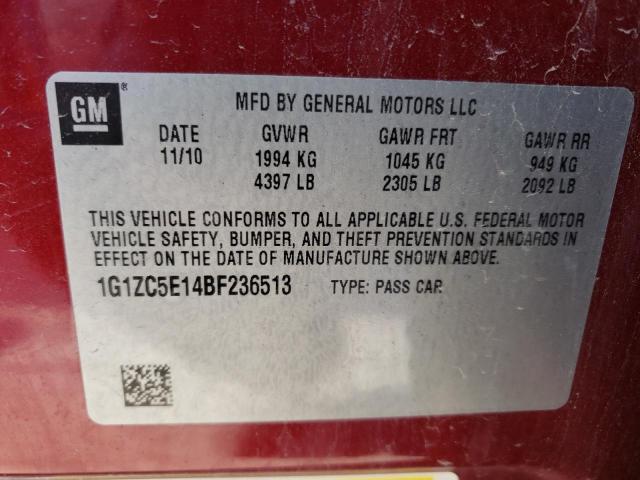 GM® MFD BY GENERAL MOTORS LLC
DATE GVWR GAWR FRT GAWR RR
11/10 1994 KG 1045 KG 949 KG
4397 LB 2305 LB 2092 LB
THIS VEHICLE CONFORMS TO ALL APPLICABLE U.S. FEDERAL MOTOR
VEHICLE SAFETY, BUMPER, AND THEFT PREVENTION STANDARDS IN
EFFECT ON THE DATE OF MANUFACTURE SHOWN ABOVE.
1G1ZC5E14BF236513 TYPE: PASS CAR